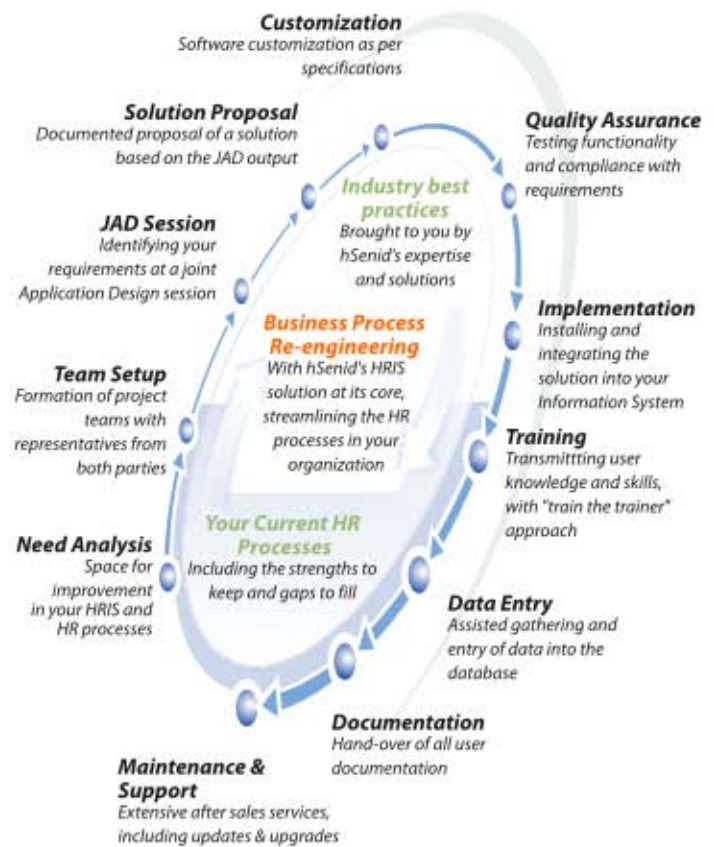 Customization
Software customization as per
specifications
Solution Proposal
Documented proposal of a solution
based on the JAD output
Quality Assurance
Testing functionality
and compliance with
requirements
Industry best
practices
Brought to you by
hSenid's expertise
and solutions
JAD Session
Identifying your
requirements at a joint
Application Design session
Business Process
Re-engineering
With hSenid's HRIS
solution at its core,
streamlining the HR
processes in your
organization
Implementation
Installing and
integrating the
solution into your
Information System
Team Setup
Formation of project
teams with
representatives from
both parties
Training
Transmittting user
knowledge and skills,
with "train the trainer"
approach
Your Current HR
Processes
Including the strengths to
keep and gaps to fill
Need Analysis
Space for
improvement
in your HRIS and
HR processes
Data Entry
Assisted gathering and
entry of data into the
database
Documentation
Hand-over of all user
documentation
Maintenance &
Support
Extensive after sales services,
including updates & upgrades